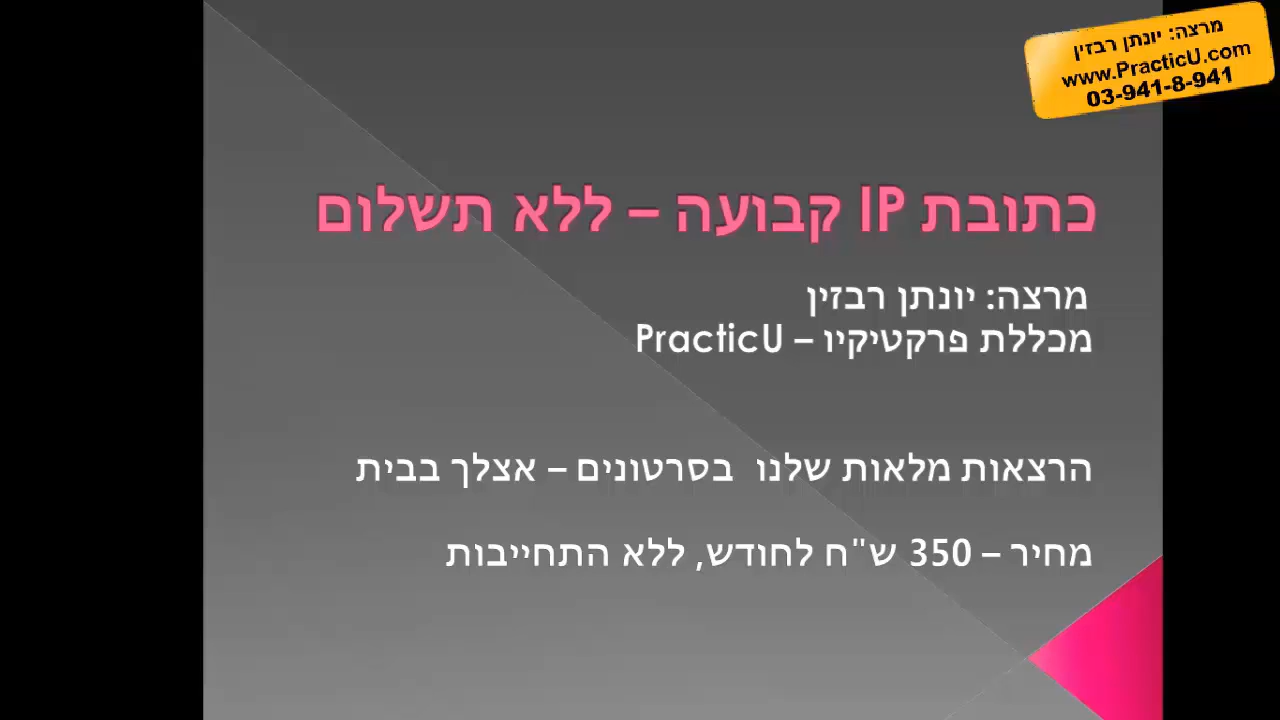 מרצה: יונתן רבזין
www.PracticU.com
03-941-8-941
כתובת IP קבועה – ללא תשלום
מרצה: יונתן רבזין
מכללת פרקטיקיו – PracticU
הרצאות מלאות שלנו בסרטונים – אצלך בבית
מחיר – 350 ש"ח לחודש, ללא התחייבות